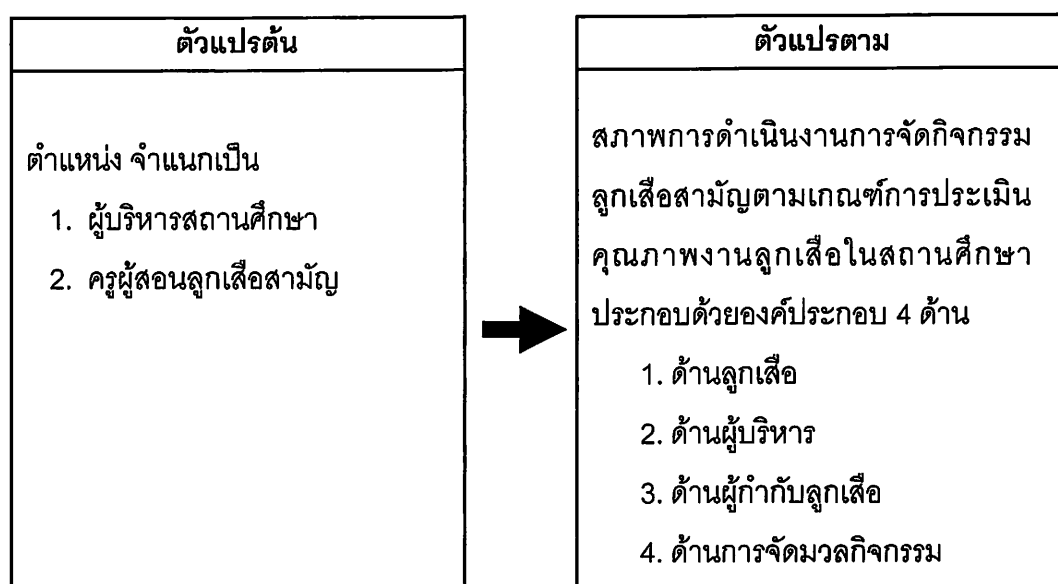 ตัวแปรต้น
ตำแหน่ง จำแนกเป็น
1. ผู้บริหารสถานศึกษา
2. ครูผู้สอนลูกเสือสามัญ
ตัวแปรตาม
สภาพการดำเนินงานการจัดกิจกรรม
ลูกเสือสามัญตามเกณฑ์การประเมิน
คุณภาพงานลูกเสือในสถานศึกษา
ประกอบด้วยองค์ประกอบ 4 ด้าน
1. ด้านลูกเสือ
2. ด้านผู้บริหาร
3. ด้านผู้กำกับลูกเสือ
4. ด้านการจัดมวลกิจกรรม